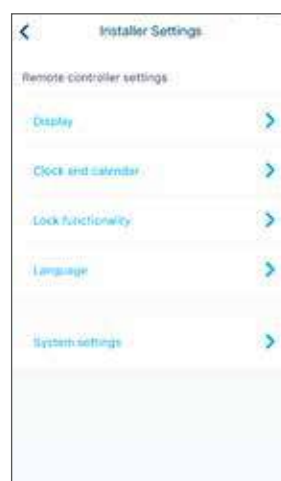 Installer Settings
Remote controller settings
Display
Clock and calendar
Lock functionality
Language
System settings